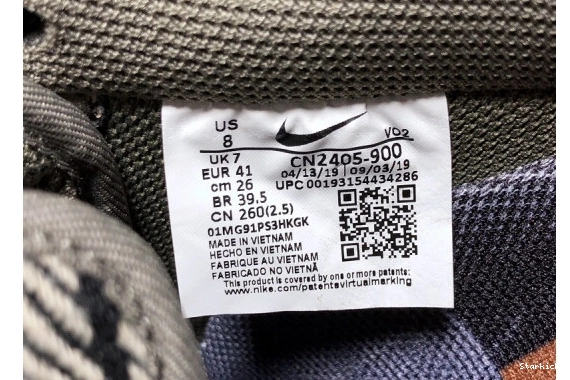 US
8
VO2
UK 7
CN2405-900
EUR 41
04/13/19 | 09/03/19
cm 26
UPC 00193154434286
BR 39.5
CN 260(2.5)
01MG91PS3HKGK
MADE IN VIETNAM
HECHO EN VIETNAM
FABRIQUE AU VIETNAM
FABRICADO NO VIETNÃ
This product is covered by one or more patents:
www.nike.com/patentsvirtualmarking